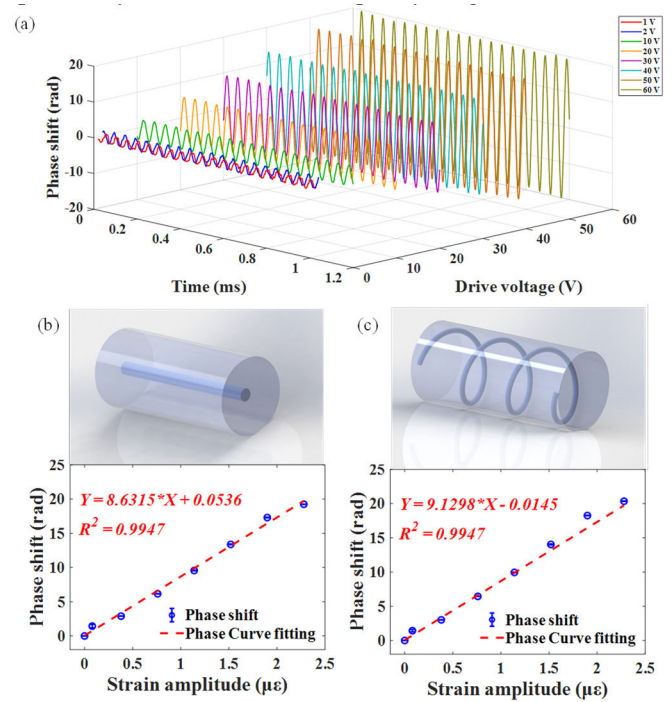 (a)
Phase shift (rad)
20
10
0
-10
-20
0
0.2
0.4
0.6
0.8
1
1.2
Time (ms)
0
10
20
30
40
50
60
Drive voltage (V)
1 V
2 V
10 V
20 V
30 V
40 V
50 V
60 V
(b)
(c)
Phase shift (rad)
25
20
15
10
5
0
Y = 8.6315*X + 0.0536
R² = 0.9947
Phase shift
Phase Curve fitting
0
0.5
1
1.5
2
2.5
Strain amplitude (με)
Phase shift (rad)
25
20
15
10
5
0
Y = 9.1298*X - 0.0145
R² = 0.9947
Phase shift
Phase Curve fitting
0
0.5
1
1.5
2
2.5
Strain amplitude (με)